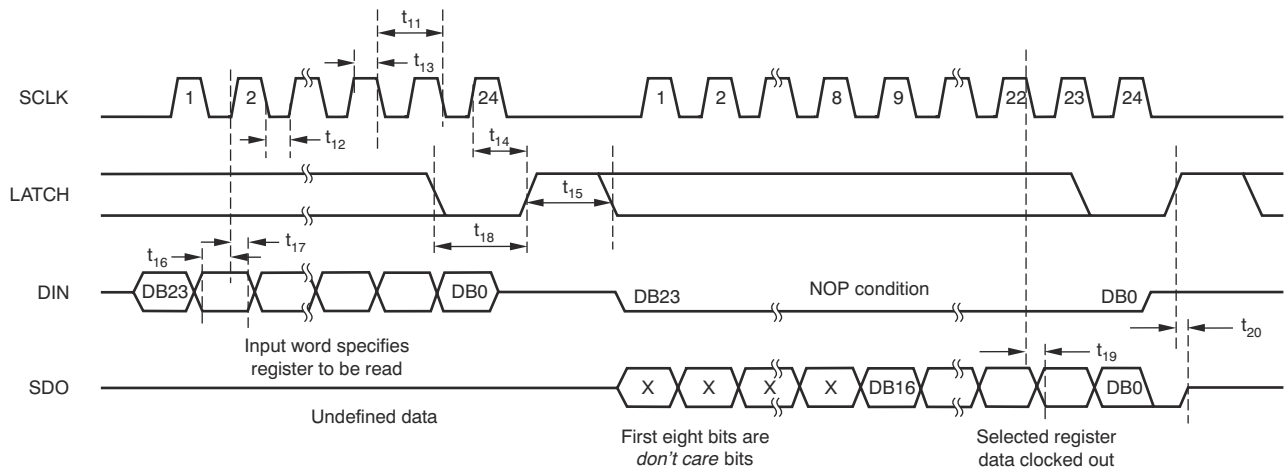 t11
t13
SCLK
1
2
24
1
2
8
9
22
23
24
t12
t14
LATCH
t15
t18
t16
t17
DIN
DB23
DB0
DB23
NOP condition
DB0
t20
Input word specifies
register to be read
t19
SDO
X
X
X
X
DB16
DB0
Undefined data
First eight bits are
don't care bits
Selected register
data clocked out